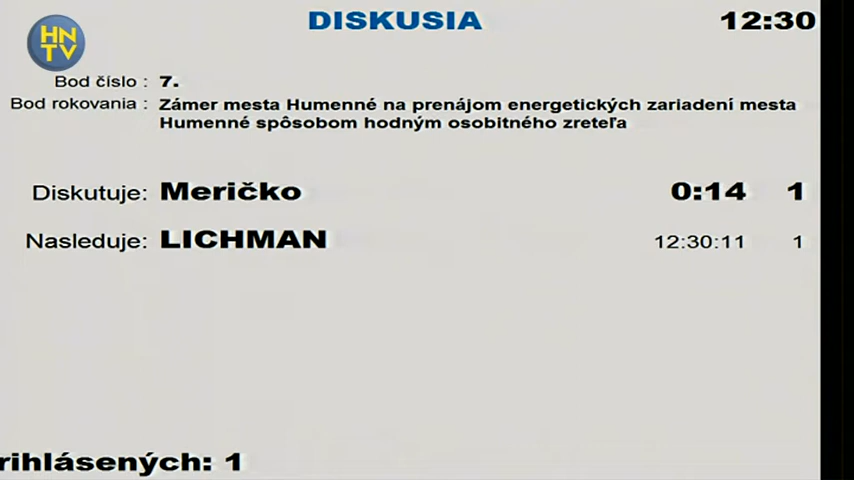 HN
TV
DISKUSIA 12:30
Bod číslo : 7.
Bod rokovania : Zámer mesta Humenné na prenájom energetických zariadení mesta
Humenné spôsobom hodným osobitného zreteľa
Diskutuje: Meričko 0:14 1
Nasleduje: LICHMAN 12:30:11 1
rihlásených: 1